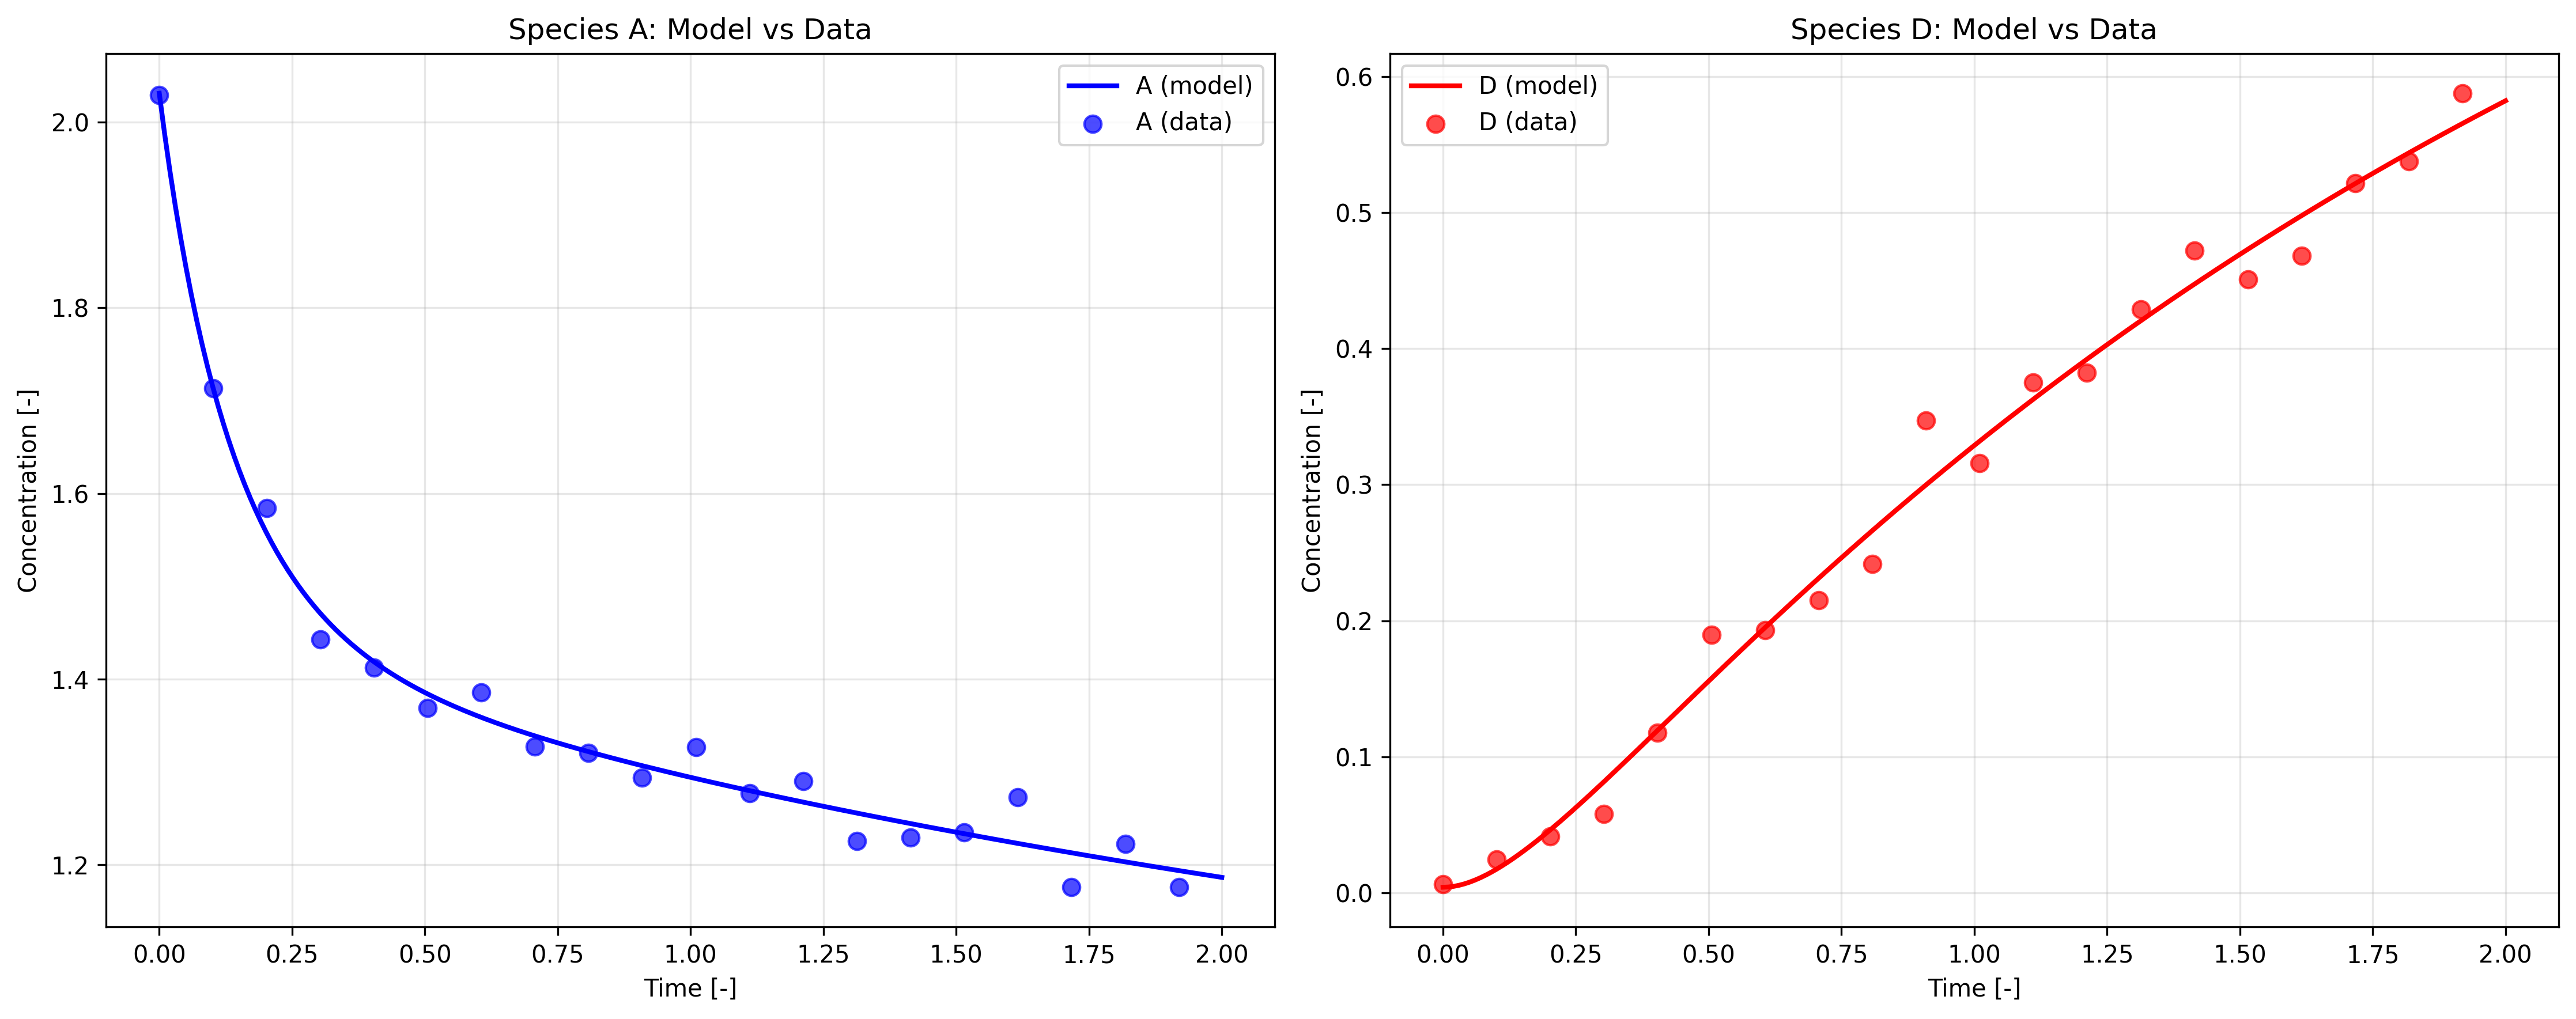 Species A: Model vs Data
A (model)
A (data)
Concentration [-]
2.0
1.8
1.6
1.4
1.2
0.00 0.25 0.50 0.75 1.00 1.25 1.50 1.75 2.00
Time [-]
Species D: Model vs Data
D (model)
D (data)
Concentration [-]
0.6
0.5
0.4
0.3
0.2
0.1
0.0
0.00 0.25 0.50 0.75 1.00 1.25 1.50 1.75 2.00
Time [-]